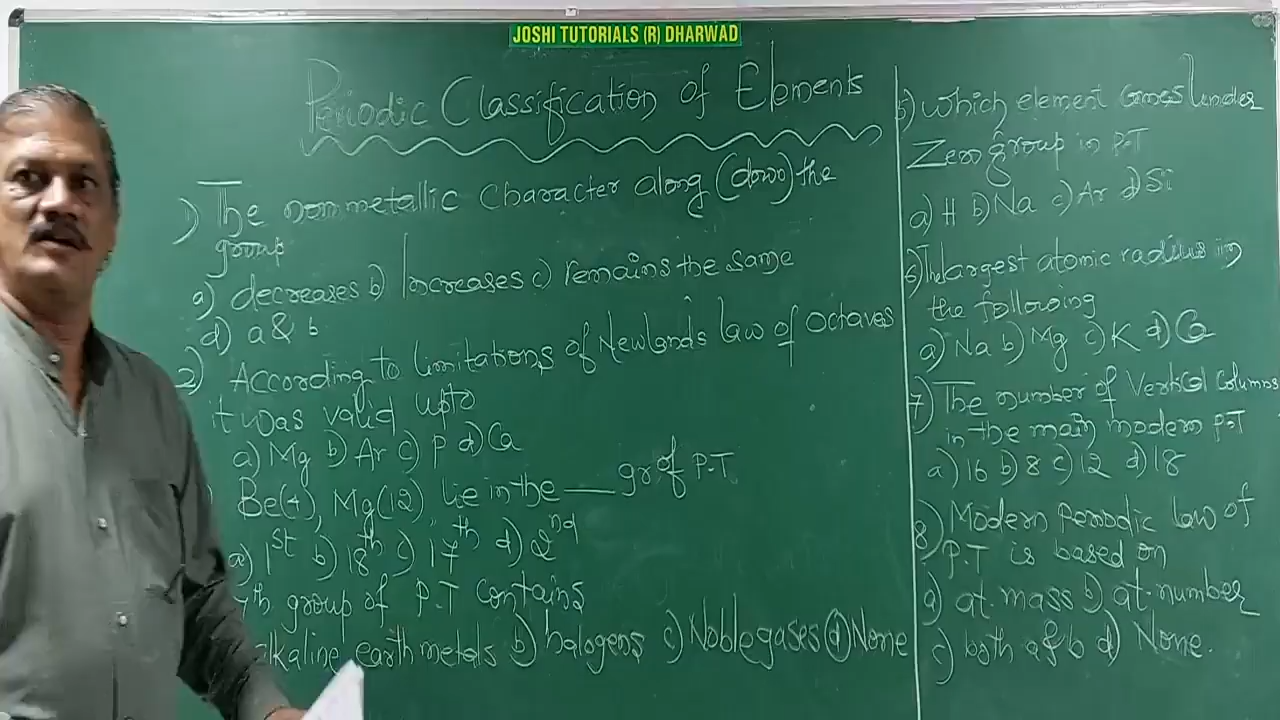 JOSHI TUTORIALS (R) DHARWAD
Periodic Classification of Elements
1) The nonmetallic character along (down) the
group
a) decreases b) Increases c) remains the same
d) a & b
2) According to limitations of Newlands law of octaves
it was valid upto
a) Mg b) Ar c) P d) Ca
) Be(4), Mg(12) lie in the ___ gr of P.T.
a) 1st b) 18th c) 17th d) 2nd
7th group of P.T contains
alkaline earth metals b) halogens c) Noble gases d) None
5) Which element comes under
Zero group in P.T
a) H b) Na c) Ar d) Si
6) The largest atomic radius in
the following
a) Na b) Mg c) K d) Ca
7) The number of Vertical Columns
in the main modern P.T
a) 16 b) 8 c) 12 d) 18
8) Modern Periodic law of
P.T is based on
a) at. mass b) at. number
c) both a & b d) None.